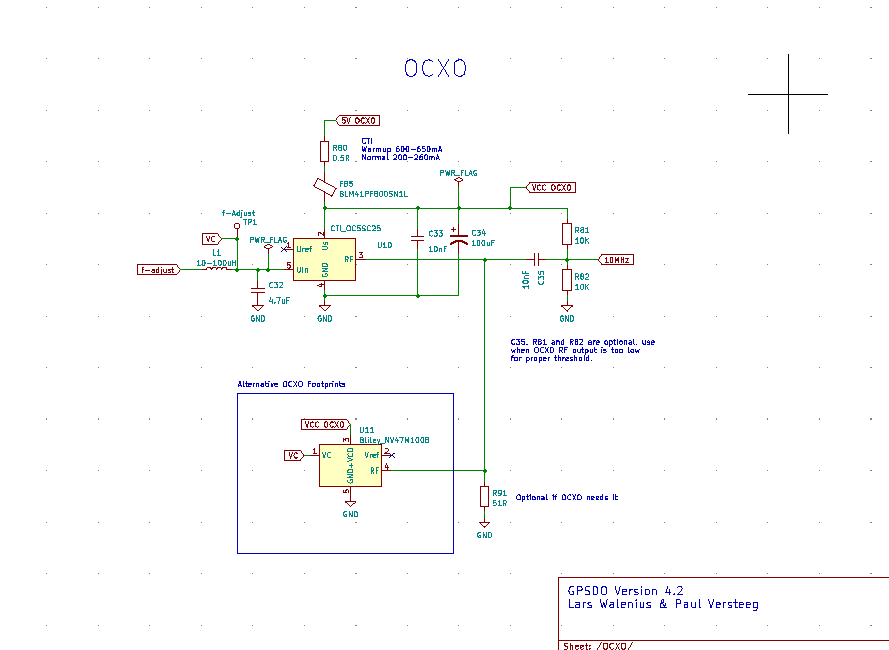 OCXO
5V OCXO
R80
0.5R
CTI
Warmup 600-650mA
Normal 200-260mA
FB5
BLM41PF800SN1L
PWR_FLAG
VCC OCXO
f-Adjust
TP1
VC
PWR_FLAG
CTI_OC5SC25
U10
L1
10-100uH
f-adjust
1
Uref
5
Vin
2
Us
GND
4
RF
3
C32
4.7uF
GND
GND
C33
10nF
C34
100uF
10nF
C35
R81
10K
10MHz
R82
10K
GND
C35, R81 and R82 are optional, use
when OCXO RF output is too low
for proper threshold.
Alternative OCXO Footprints
VCC OCXO
U11
Bliley_NV47M1008
VC
1
VC
3
GND+VCO
5
Vref
2
RF
4
GND
R91
51R
Optional if OCXO needs it
GND
GPSDO Version 4.2
Lars Walenius & Paul Versteeg
Sheet: /OCXO/